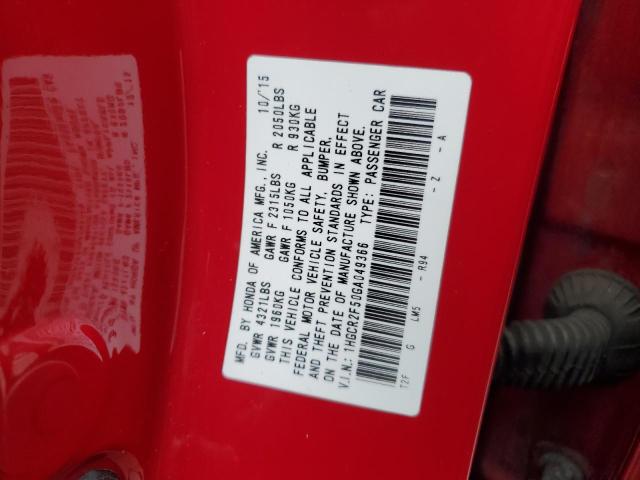 MFD. BY HONDA OF AMERICA MFG., INC. 10/'15
GVWR 4321LBS GAWR F 2315LBS R 2050LBS
GVWR 1960KG GAWR F 1050KG R 930KG
THIS VEHICLE CONFORMS TO ALL APPLICABLE
FEDERAL MOTOR VEHICLE SAFETY, BUMPER,
AND THEFT PREVENTION STANDARDS IN EFFECT
ON THE DATE OF MANUFACTURE SHOWN ABOVE.
V.I.N.: 1HGCR2F50GA049366 TYPE: PASSENGER CAR
T2F G LM5 - R94 - Z - A